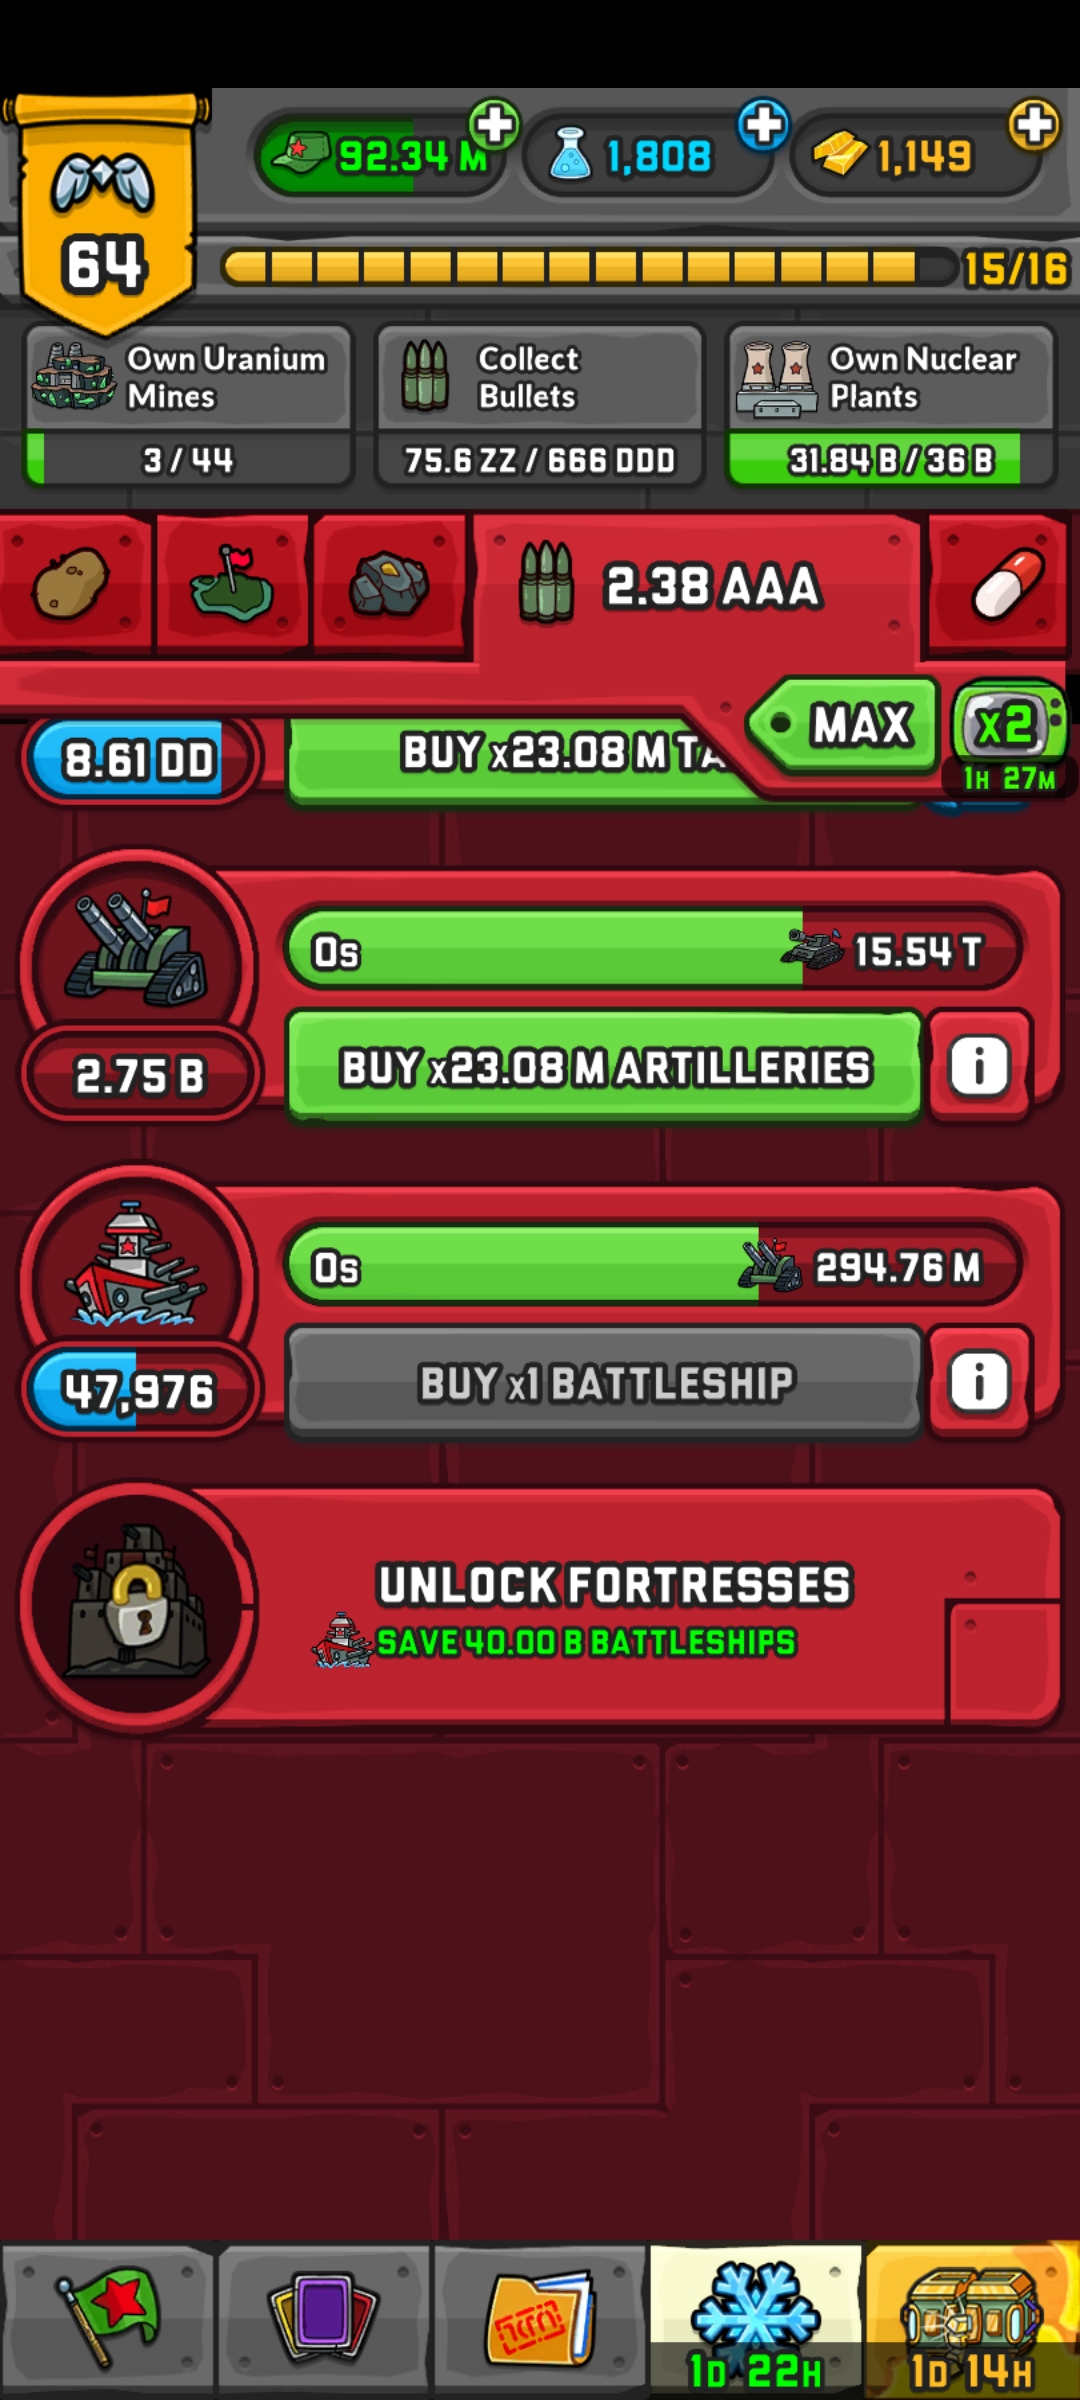 92.34 M
1,808
1,149
64
15/16
Own Uranium
Mines
3 / 44
Collect
Bullets
75.6 ZZ / 666 DDD
Own Nuclear
Plants
31.84 B / 36 B
2.38 AAA
MAX
x2
1H 27M
8.61 DD
BUY x23.08 M TA
0s
15.54 T
2.75 B
BUY x23.08 M ARTILLERIES
i
0s
294.76 M
47,976
BUY x1 BATTLESHIP
i
UNLOCK FORTRESSES
SAVE 40.00 B BATTLESHIPS
1D 22H
1D 14H